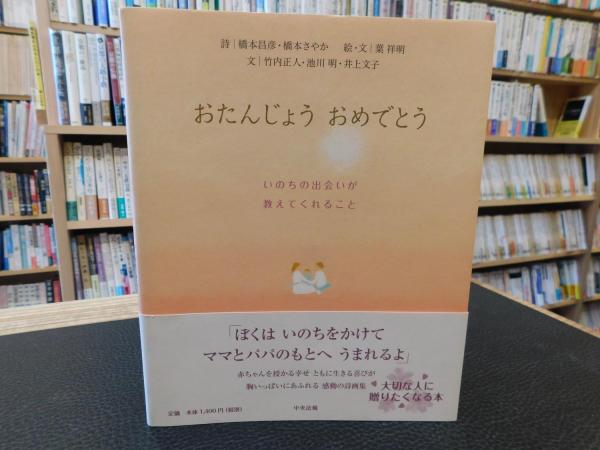 詩｜橋本昌彦・橋本さやか　絵・文｜葉 祥明
文｜竹内正人・池川 明・井上文子
おたんじょう おめでとう
いのちの出会いが
教えてくれること
「ぼくは いのちをかけて
ママとパパのもとへ うまれるよ」
赤ちゃんを授かる幸せ ともに生きる喜びが
胸いっぱいにあふれる 感動の詩画集
大切な人に
贈りたくなる本
定価　本体1,400円（税別）
中央法規